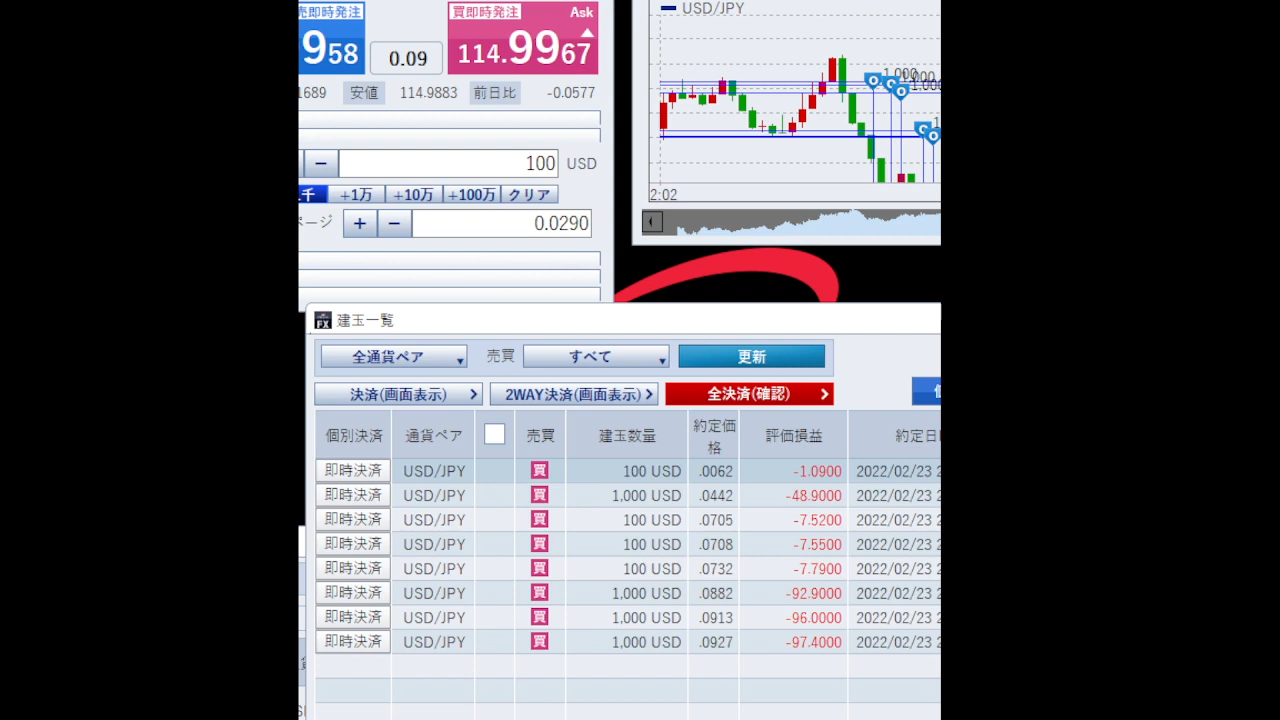 売即時発注
958
0.09
買即時発注 Ask
114.9967
1689 安値 114.9883 前日比 -0.0577
− 100 USD
千 +1万 +10万 +100万 クリア
ページ + − 0.0290
USD/JPY
1,000
1,000
1,000
2:02
FX 建玉一覧
全通貨ペア 売買 すべて 更新
決済(画面表示) 2WAY決済(画面表示) 全決済(確認)
個別決済 通貨ペア 売買 建玉数量 約定価格 評価損益 約定日
即時決済 USD/JPY 買 100 USD .0062 -1.0900 2022/02/23
即時決済 USD/JPY 買 1,000 USD .0442 -48.9000 2022/02/23
即時決済 USD/JPY 買 100 USD .0705 -7.5200 2022/02/23
即時決済 USD/JPY 買 100 USD .0708 -7.5500 2022/02/23
即時決済 USD/JPY 買 100 USD .0732 -7.7900 2022/02/23
即時決済 USD/JPY 買 1,000 USD .0882 -92.9000 2022/02/23
即時決済 USD/JPY 買 1,000 USD .0913 -96.0000 2022/02/23
即時決済 USD/JPY 買 1,000 USD .0927 -97.4000 2022/02/23